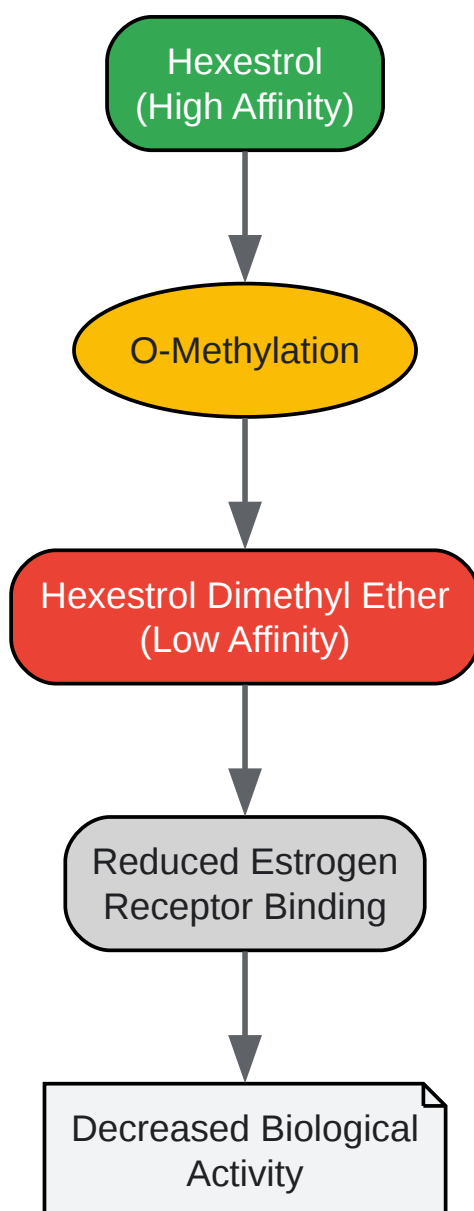 Hexestrol
(High Affinity)
O-Methylation
Hexestrol Dimethyl Ether
(Low Affinity)
Reduced Estrogen
Receptor Binding
Decreased Biological
Activity